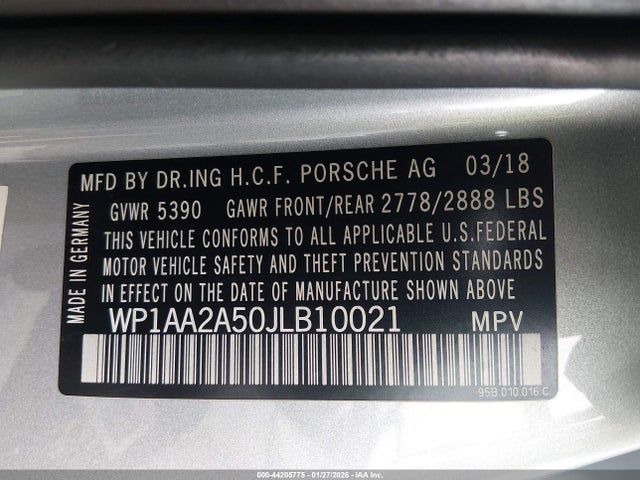 MFD BY DR.ING H.C.F. PORSCHE AG 03/18
GVWR 5390 GAWR FRONT/REAR 2778/2888 LBS
THIS VEHICLE CONFORMS TO ALL APPLICABLE U.S.FEDERAL
MOTOR VEHICLE SAFETY AND THEFT PREVENTION STANDARDS
IN EFFECT ON THE DATE OF MANUFACTURE SHOWN ABOVE.
WP1AA2A50JLB10021 MPV
95B.010.016 C
MADE IN GERMANY
000-44205775 - 01/27/2026 - IAAI